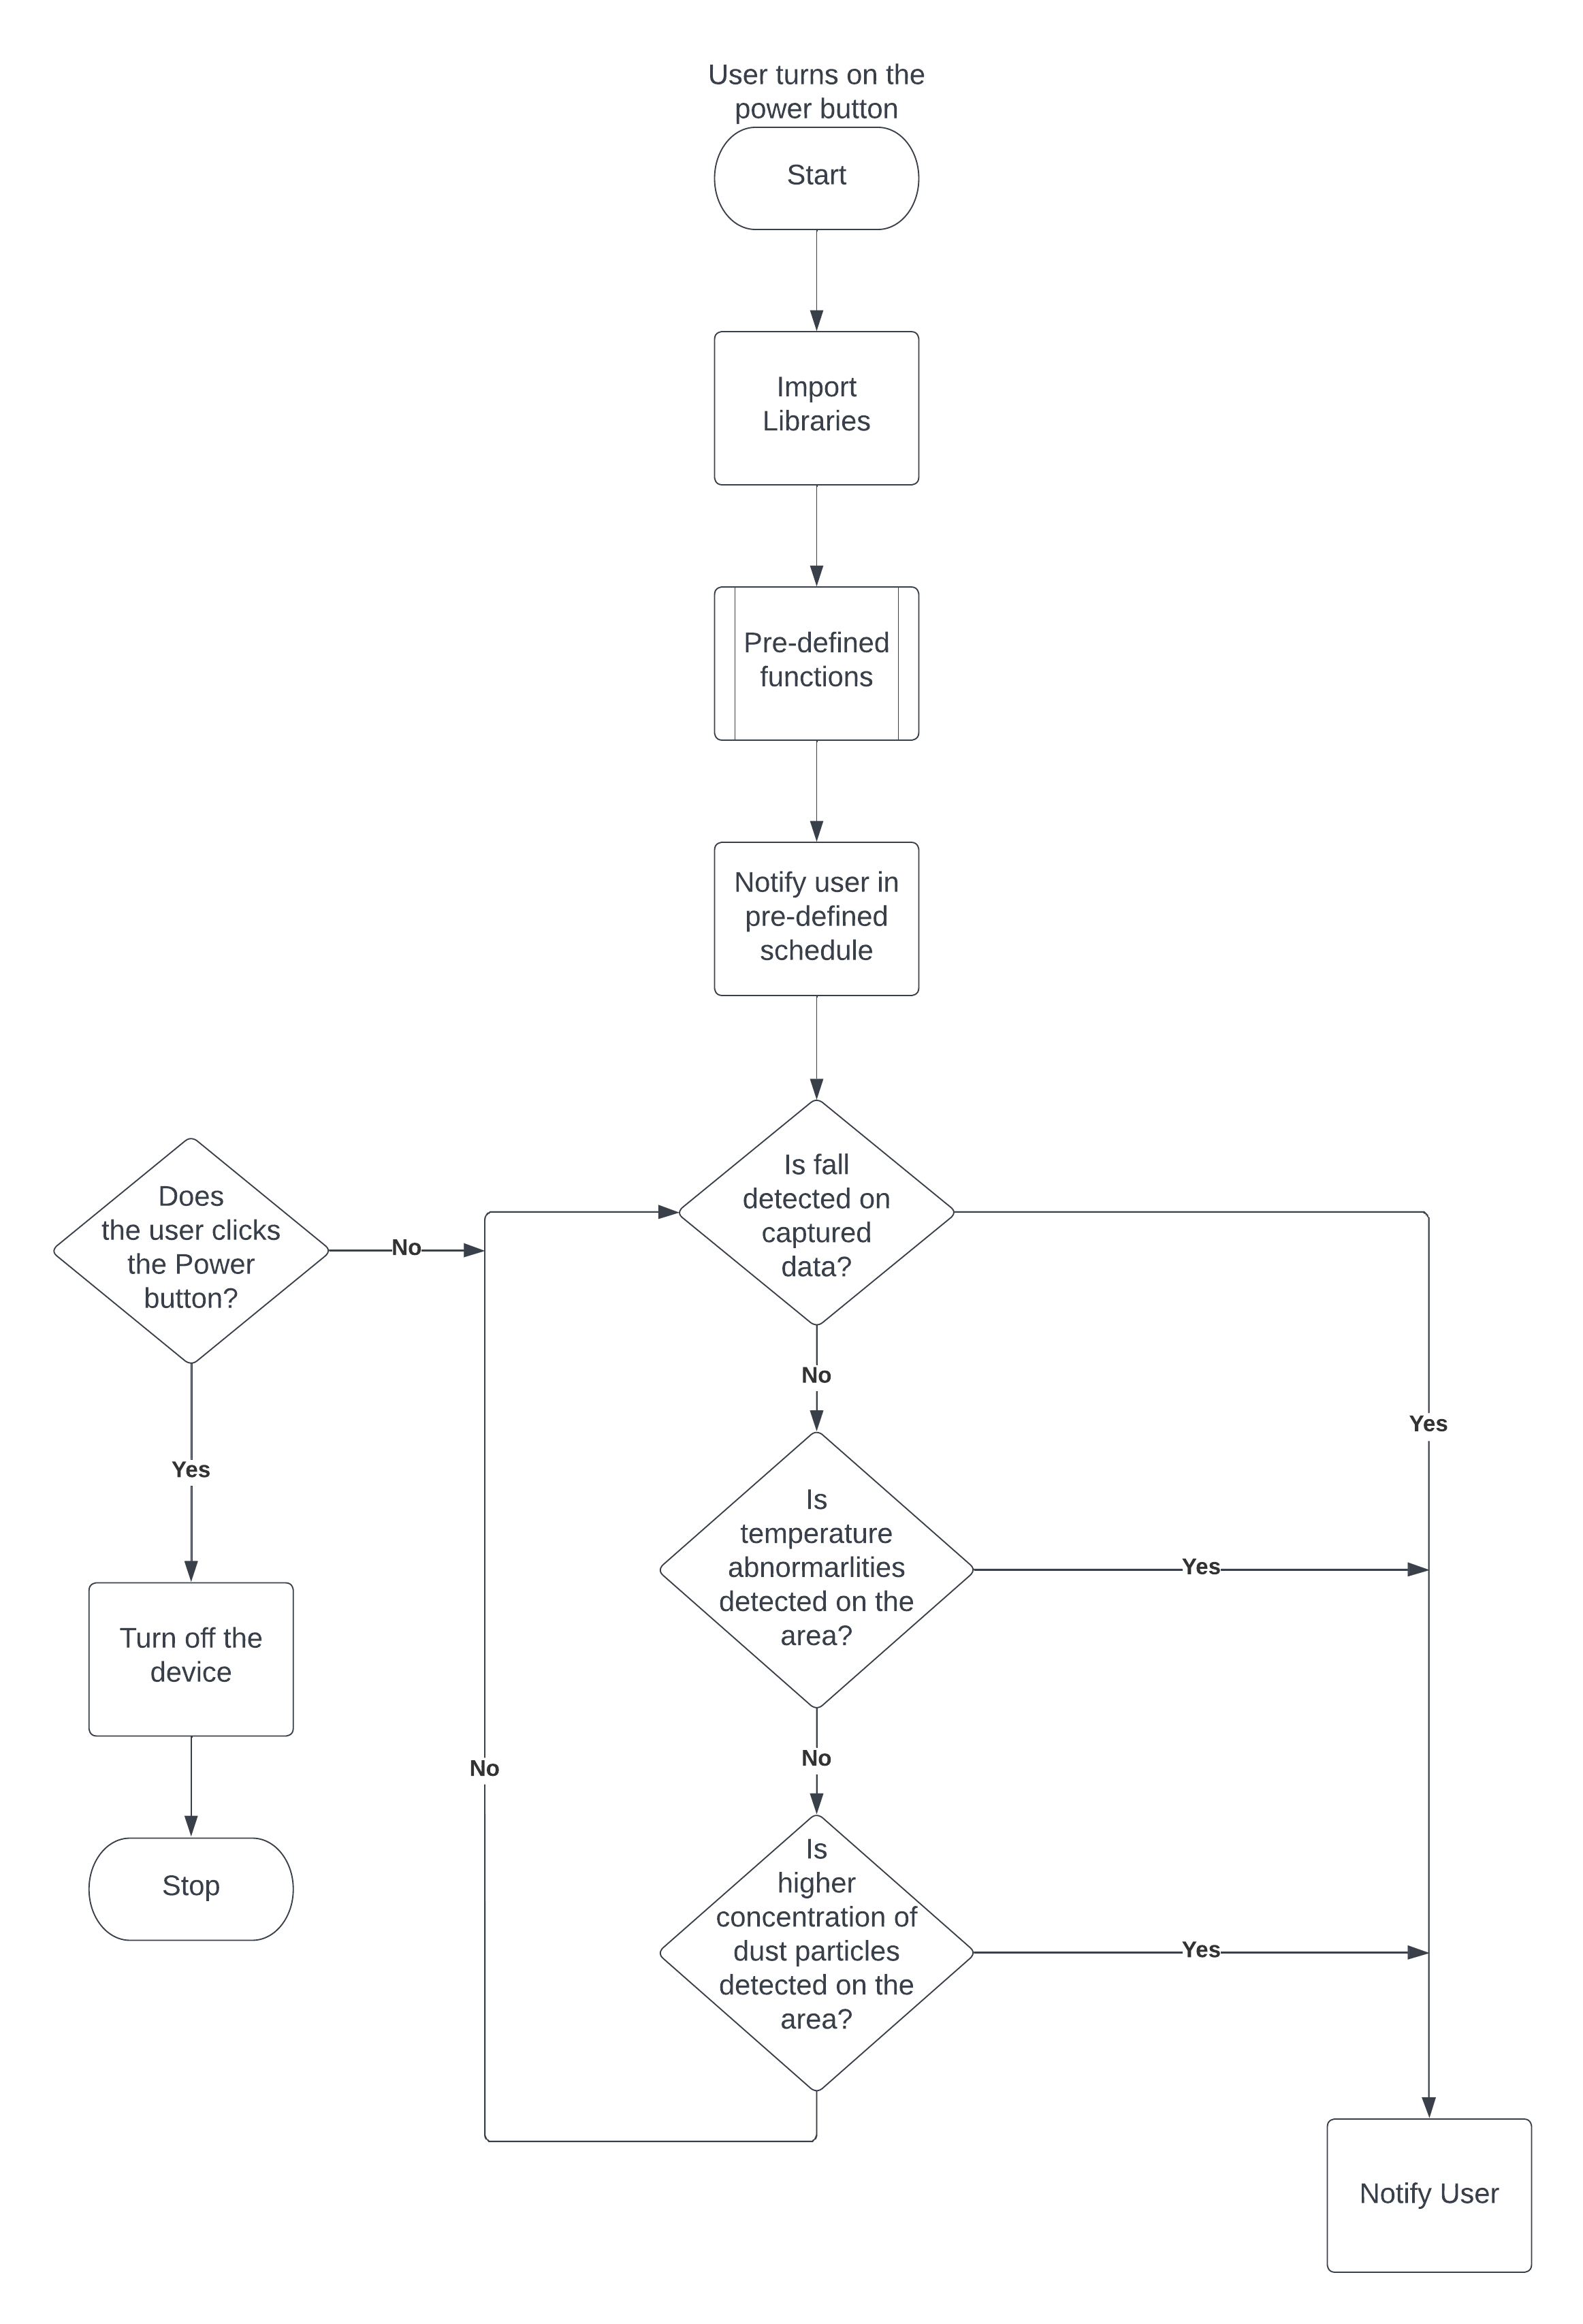 User turns on the
power button
Start
Import
Libraries
Pre-defined
functions
Notify user in
pre-defined
schedule
Is fall
detected on
captured
data?
Does
the user clicks
the Power
button?
No
No
Yes
Yes
Is
temperature
abnormarlities
detected on the
area?
Yes
Turn off the
device
No
No
Is
higher
concentration of
dust particles
detected on the
area?
Yes
Stop
Notify User